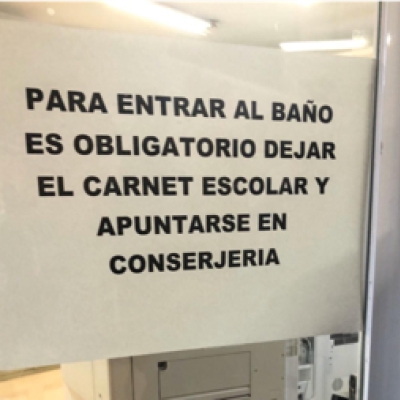 PARA ENTRAR AL BAÑO
ES OBLIGATORIO DEJAR
EL CARNET ESCOLAR Y
APUNTARSE EN
CONSERJERIA